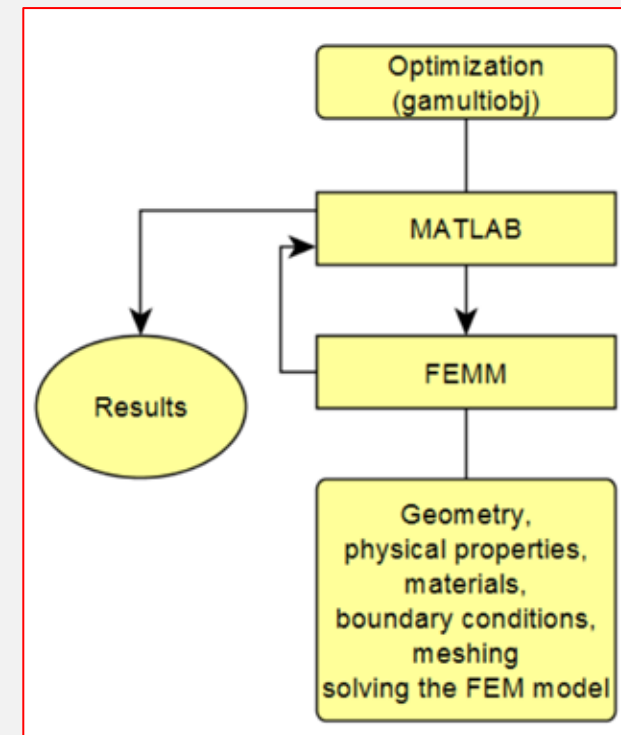 Optimization
(gamultiobj)
MATLAB
FEMM
Results
Geometry,
physical properties,
materials,
boundary conditions,
meshing
solving the FEM model